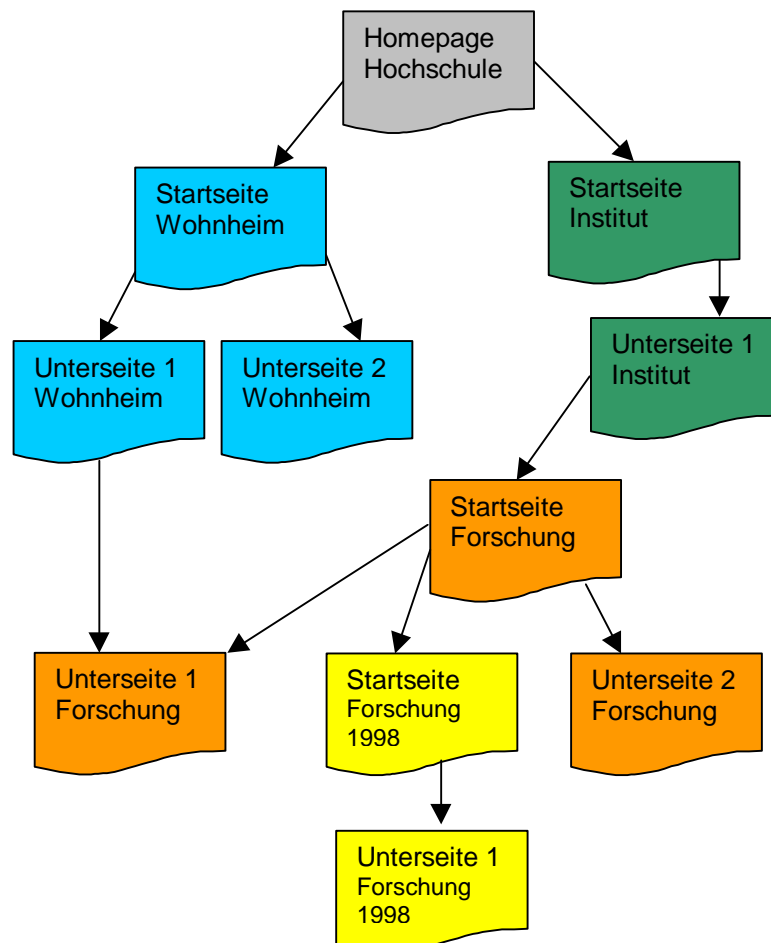 Homepage
Hochschule
Startseite
Wohnheim
Startseite
Institut
Unterseite 1
Wohnheim
Unterseite 2
Wohnheim
Unterseite 1
Institut
Startseite
Forschung
Unterseite 1
Forschung
Startseite
Forschung
1998
Unterseite 2
Forschung
Unterseite 1
Forschung
1998